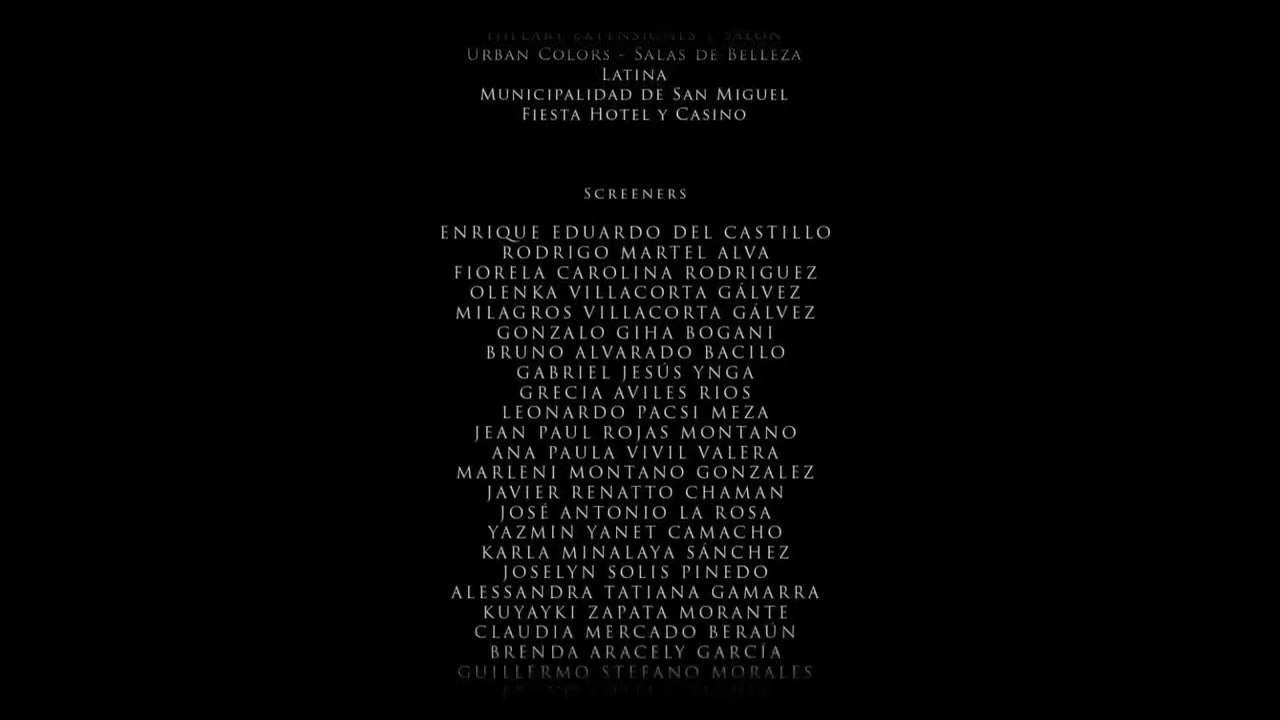 Urban Colors - Salas de Belleza
Latina
Municipalidad de San Miguel
Fiesta Hotel y Casino
Screeners
ENRIQUE EDUARDO DEL CASTILLO
RODRIGO MARTEL ALVA
FIORELA CAROLINA RODRIGUEZ
OLENKA VILLACORTA GÁLVEZ
MILAGROS VILLACORTA GÁLVEZ
GONZALO GIHA BOGANI
BRUNO ALVARADO BACILO
GABRIEL JESÚS YNGA
GRECIA AVILES RIOS
LEONARDO PACSI MEZA
JEAN PAUL ROJAS MONTANO
ANA PAULA VIVIL VALERA
MARLENI MONTANO GONZALEZ
JAVIER RENATTO CHAMAN
JOSÉ ANTONIO LA ROSA
YAZMIN YANET CAMACHO
KARLA MINALAYA SÁNCHEZ
JOSELYN SOLIS PINEDO
ALESSANDRA TATIANA GAMARRA
KUYAYKI ZAPATA MORANTE
CLAUDIA MERCADO BERAÚN
BRENDA ARACELY GARCÍA
GUILLERMO STEFANO MORALES